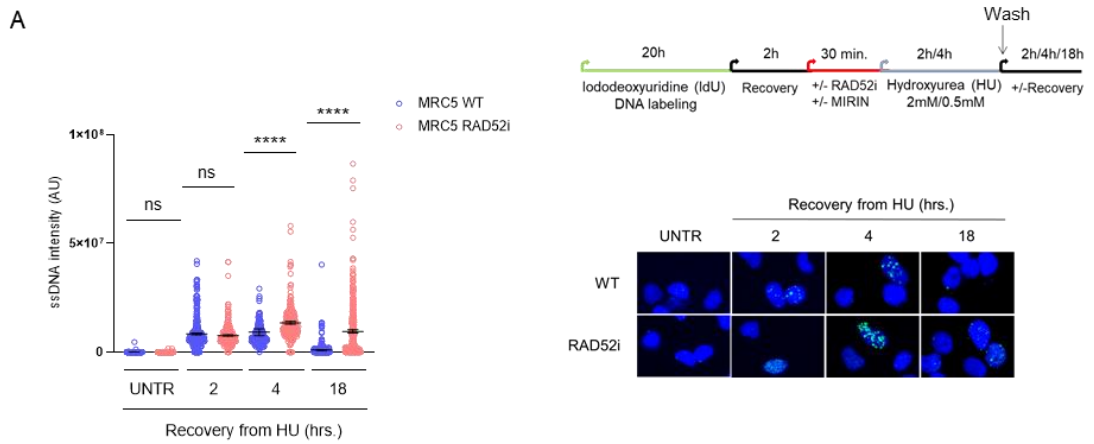 A
MRC5 WT
MRC5 RAD52i
ssDNA intensity (AU)
1×10⁸
5×10⁷
0
ns
ns
****
****
UNTR
2
4
18
Recovery from HU (hrs.)
Wash
20h
2h
30 min.
2h/4h
2h/4h/18h
Iododeoxyuridine (IdU)
DNA labeling
Recovery
+/- RAD52i
+/- MIRIN
Hydroxyurea (HU)
2mM/0.5mM
+/-Recovery
Recovery from HU (hrs.)
UNTR
2
4
18
WT
RAD52i